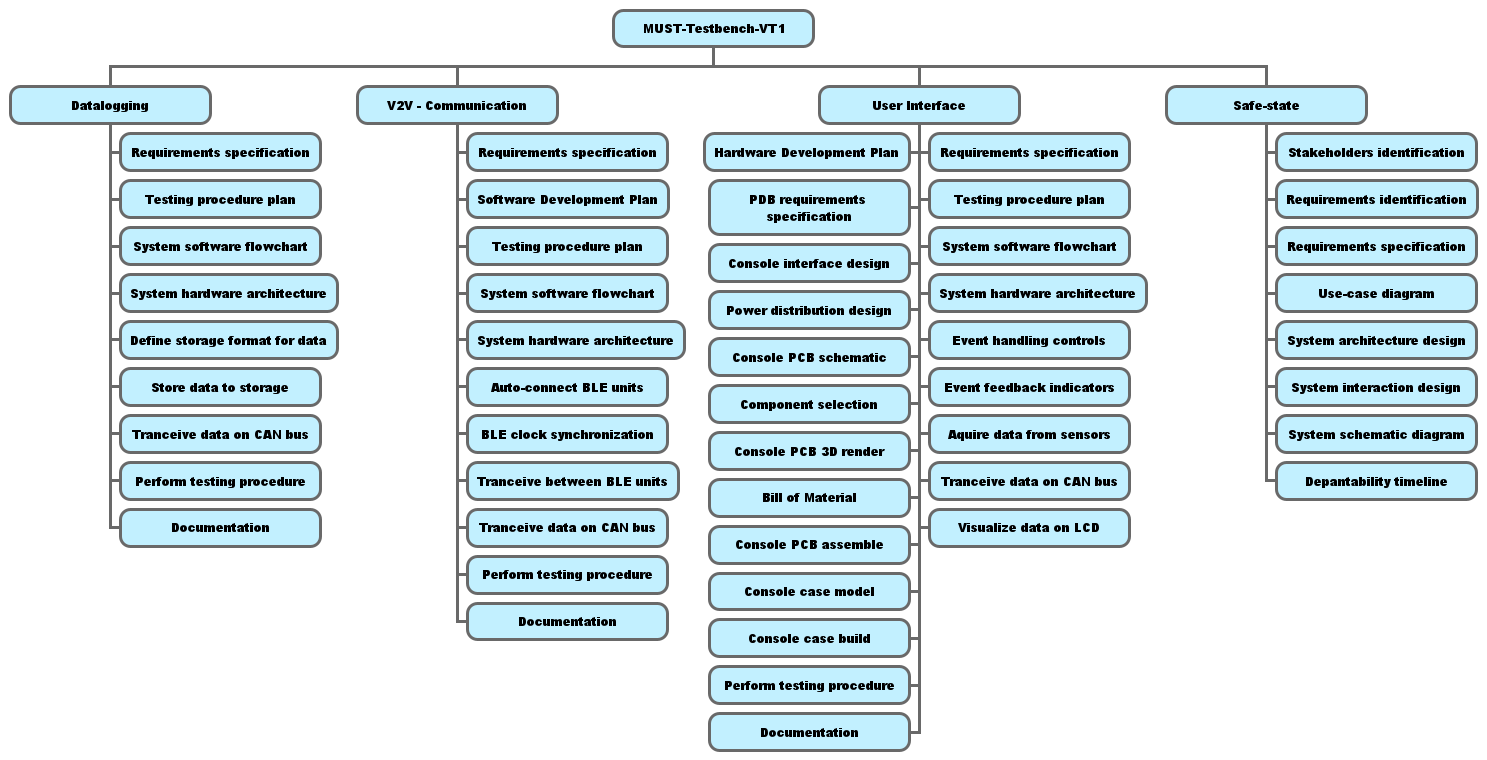 MUST-Testbench-VT1
Datalogging
Requirements specification
Testing procedure plan
System software flowchart
System hardware architecture
Define storage format for data
Store data to storage
Tranceive data on CAN bus
Perform testing procedure
Documentation
V2V - Communication
Requirements specification
Software Development Plan
Testing procedure plan
System software flowchart
System hardware architecture
Auto-connect BLE units
BLE clock synchronization
Tranceive between BLE units
Tranceive data on CAN bus
Perform testing procedure
Documentation
User Interface
Hardware Development Plan
PDB requirements
specification
Console interface design
Power distribution design
Console PCB schematic
Component selection
Console PCB 3D render
Bill of Material
Console PCB assemble
Console case model
Console case build
Perform testing procedure
Documentation
Requirements specification
Testing procedure plan
System software flowchart
System hardware architecture
Event handling controls
Event feedback indicators
Aquire data from sensors
Tranceive data on CAN bus
Visualize data on LCD
Safe-state
Stakeholders identification
Requirements identification
Requirements specification
Use-case diagram
System architecture design
System interaction design
System schematic diagram
Depantability timeline